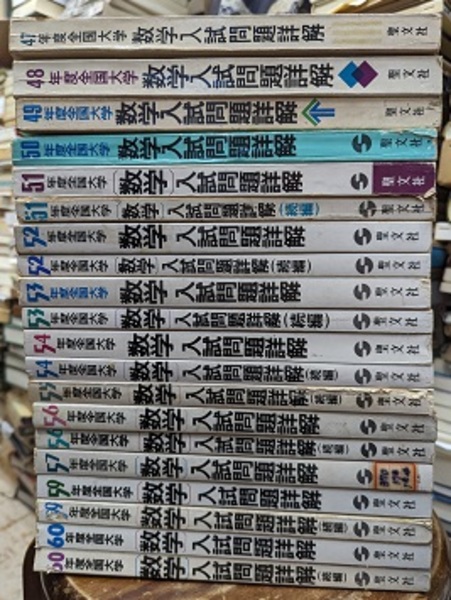 47年度全国大学 数学入試問題詳解 聖文社
48年度全国大学 数学入試問題詳解 聖文社
49年度全国大学 数学入試問題詳解 聖文社
50年度全国大学 数学入試問題詳解 聖文社
51年度全国大学 数学入試問題詳解 聖文社
51年度全国大学 数学入試問題詳解(続編) 聖文社
52年度全国大学 数学入試問題詳解 聖文社
52年度全国大学 数学入試問題詳解(続編) 聖文社
53年度全国大学 数学入試問題詳解 聖文社
53年度全国大学 数学入試問題詳解(続編) 聖文社
54年度全国大学 数学入試問題詳解 聖文社
54年度全国大学 数学入試問題詳解(続編) 聖文社
55年度全国大学 数学入試問題詳解(続編) 聖文社
56年度全国大学 数学入試問題詳解 聖文社
56年度全国大学 数学入試問題詳解(続編) 聖文社
57年度全国大学 数学入試問題詳解
59年度全国大学 数学入試問題詳解 聖文社
59年度全国大学 数学入試問題詳解(続編) 聖文社
60年度全国大学 数学入試問題詳解 聖文社
60年度全国大学 数学入試問題詳解(続編) 聖文社